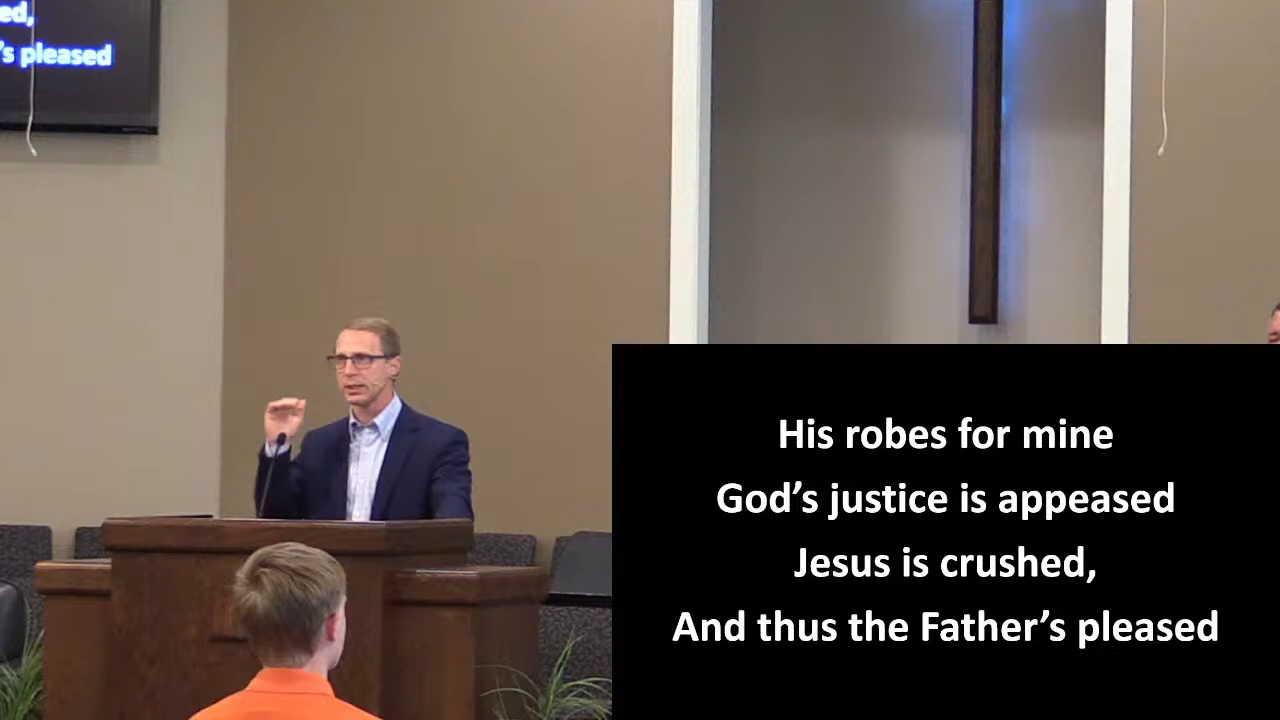 ed,
's pleased
His robes for mine
God’s justice is appeased
Jesus is crushed,
And thus the Father’s pleased